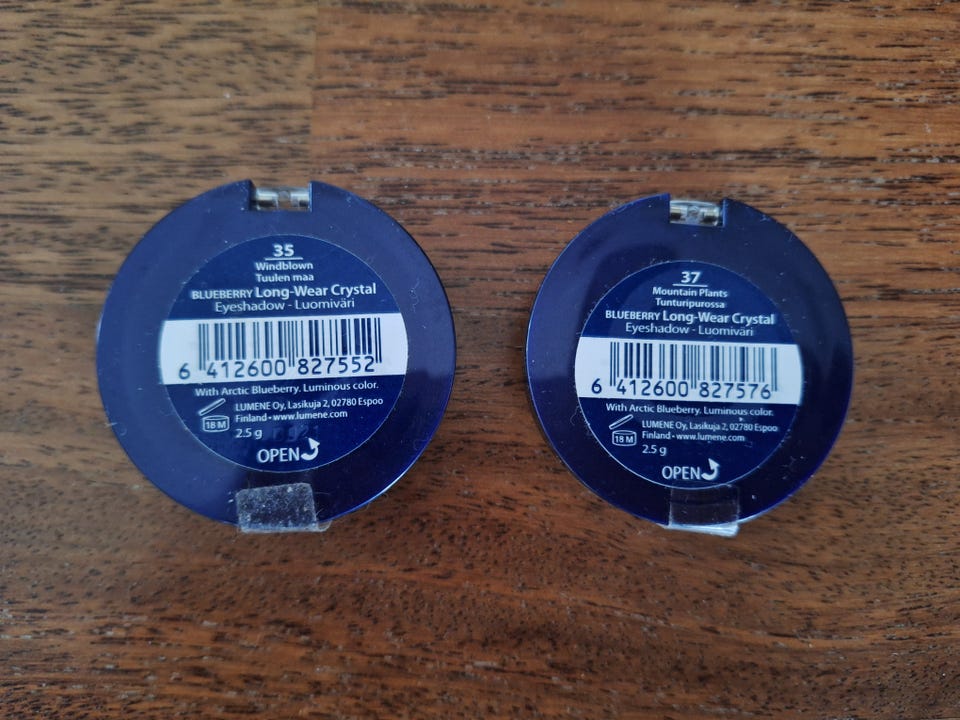 35
Windblown
Tuulen maa
BLUEBERRY Long-Wear Crystal
Eyeshadow - Luomiväri
6 412600 827552
With Arctic Blueberry. Luminous color.
LUMENE Oy, Lasikuja 2, 02780 Espoo
Finland • www.lumene.com
18 M
2.5 g
OPEN
37
Mountain Plants
Tunturipurossa
BLUEBERRY Long-Wear Crystal
Eyeshadow - Luomiväri
6 412600 827576
With Arctic Blueberry. Luminous color.
LUMENE Oy, Lasikuja 2, 02780 Espoo
Finland • www.lumene.com
18 M
2.5 g
OPEN